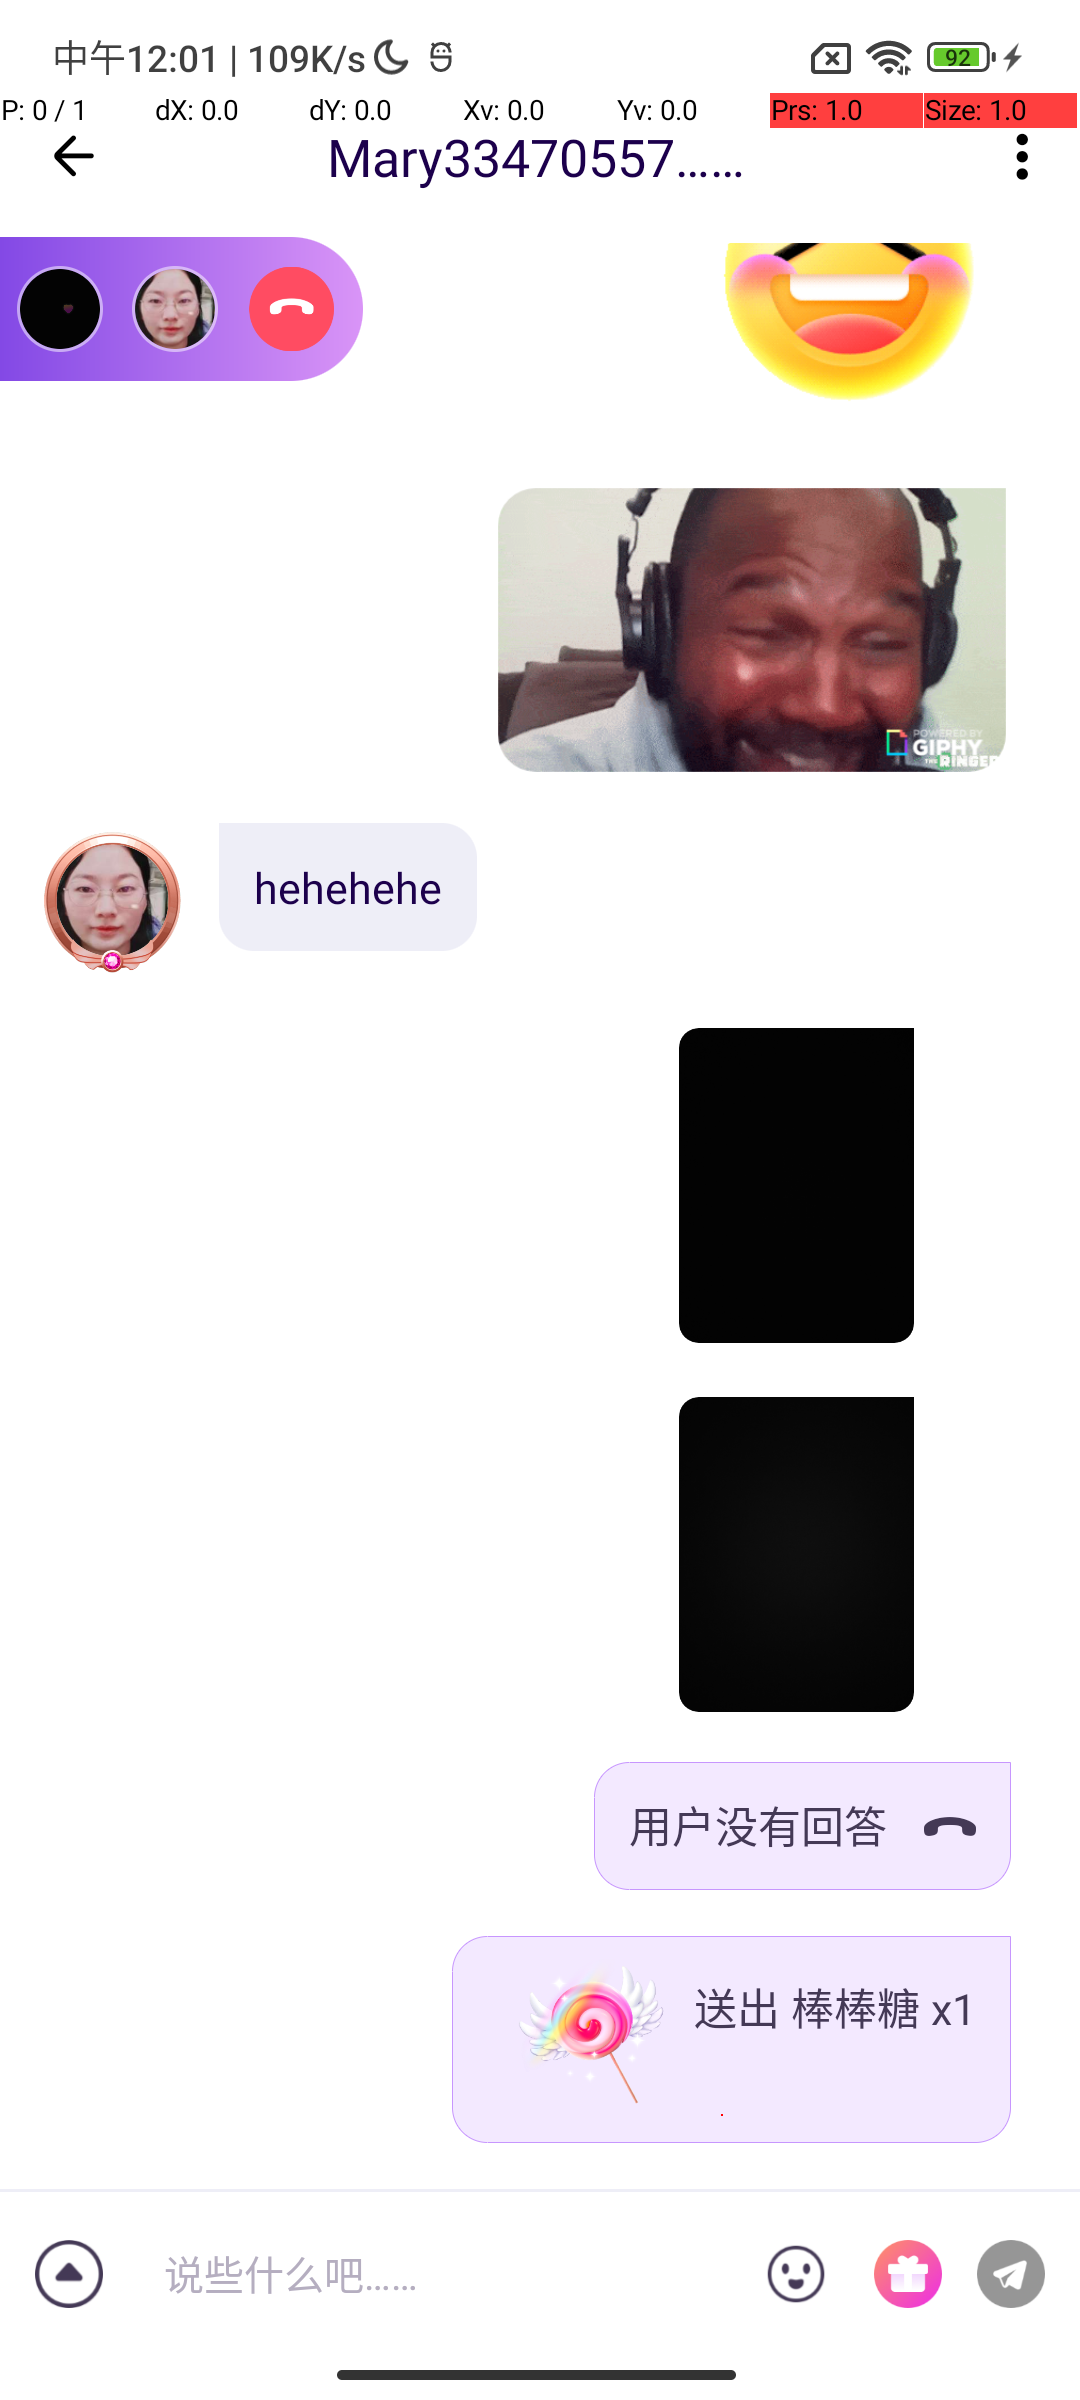 中午12:01 | 109K/s
92
P: 0 / 1 dX: 0.0 dY: 0.0 Xv: 0.0 Yv: 0.0 Prs: 1.0 Size: 1.0
Mary33470557......
POWERED BY
GIPHY
THE RINGER
hehehehe
用户没有回答
送出 棒棒糖 x1
说些什么吧......